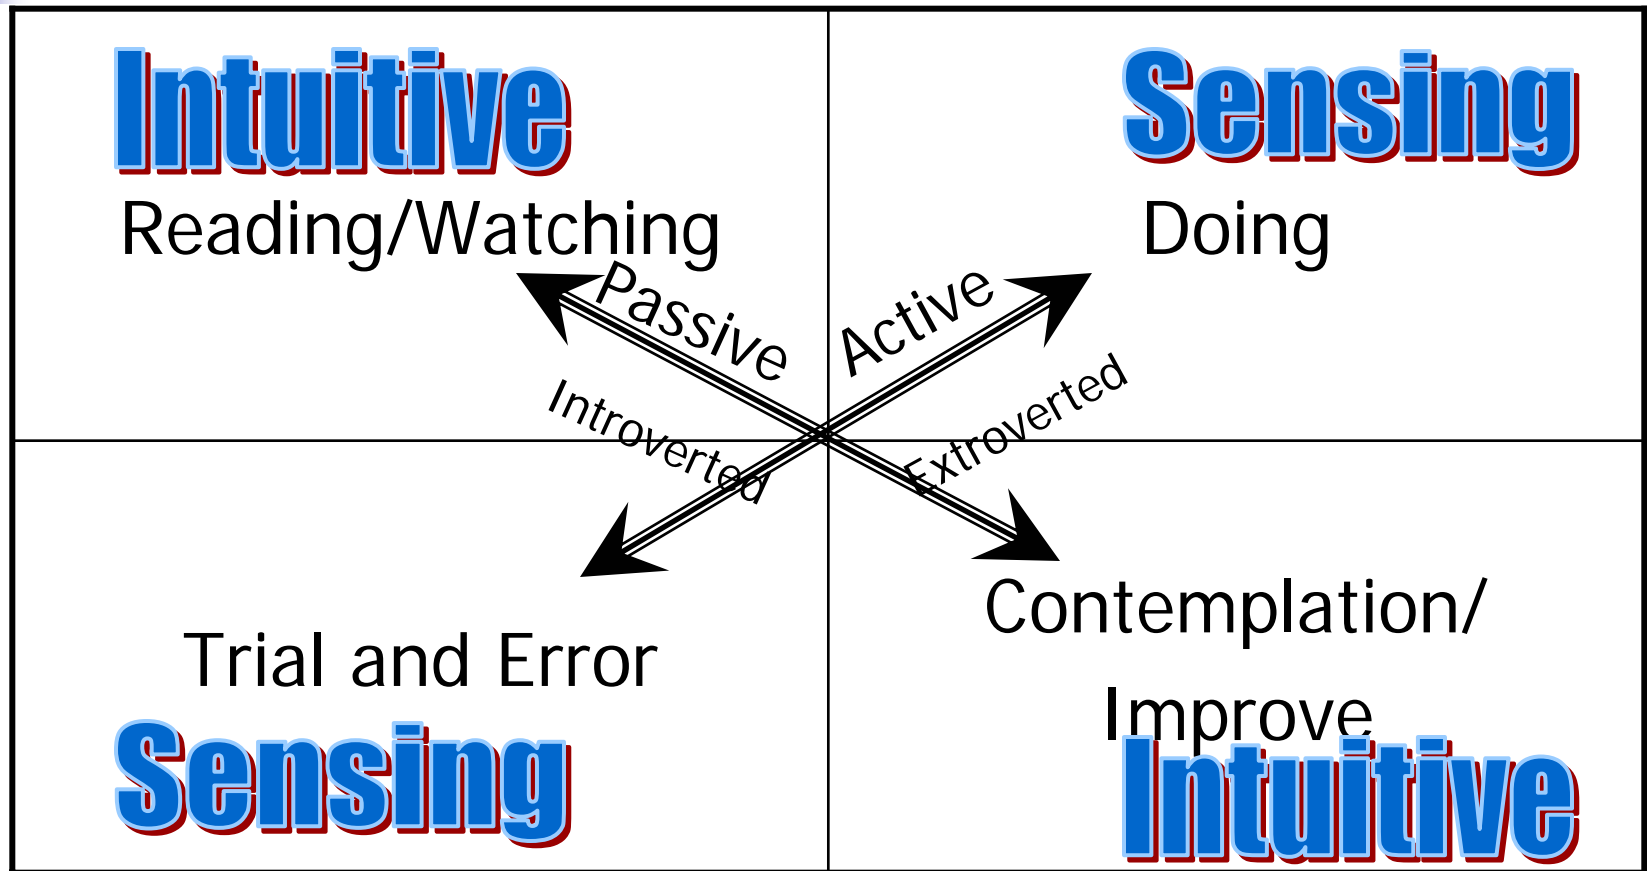 Intuitive
Sensing
Reading/Watching
Doing
Passive
Active
Introverted
Extroverted
Trial and Error
Contemplation/
Improve
Sensing
Intuitive